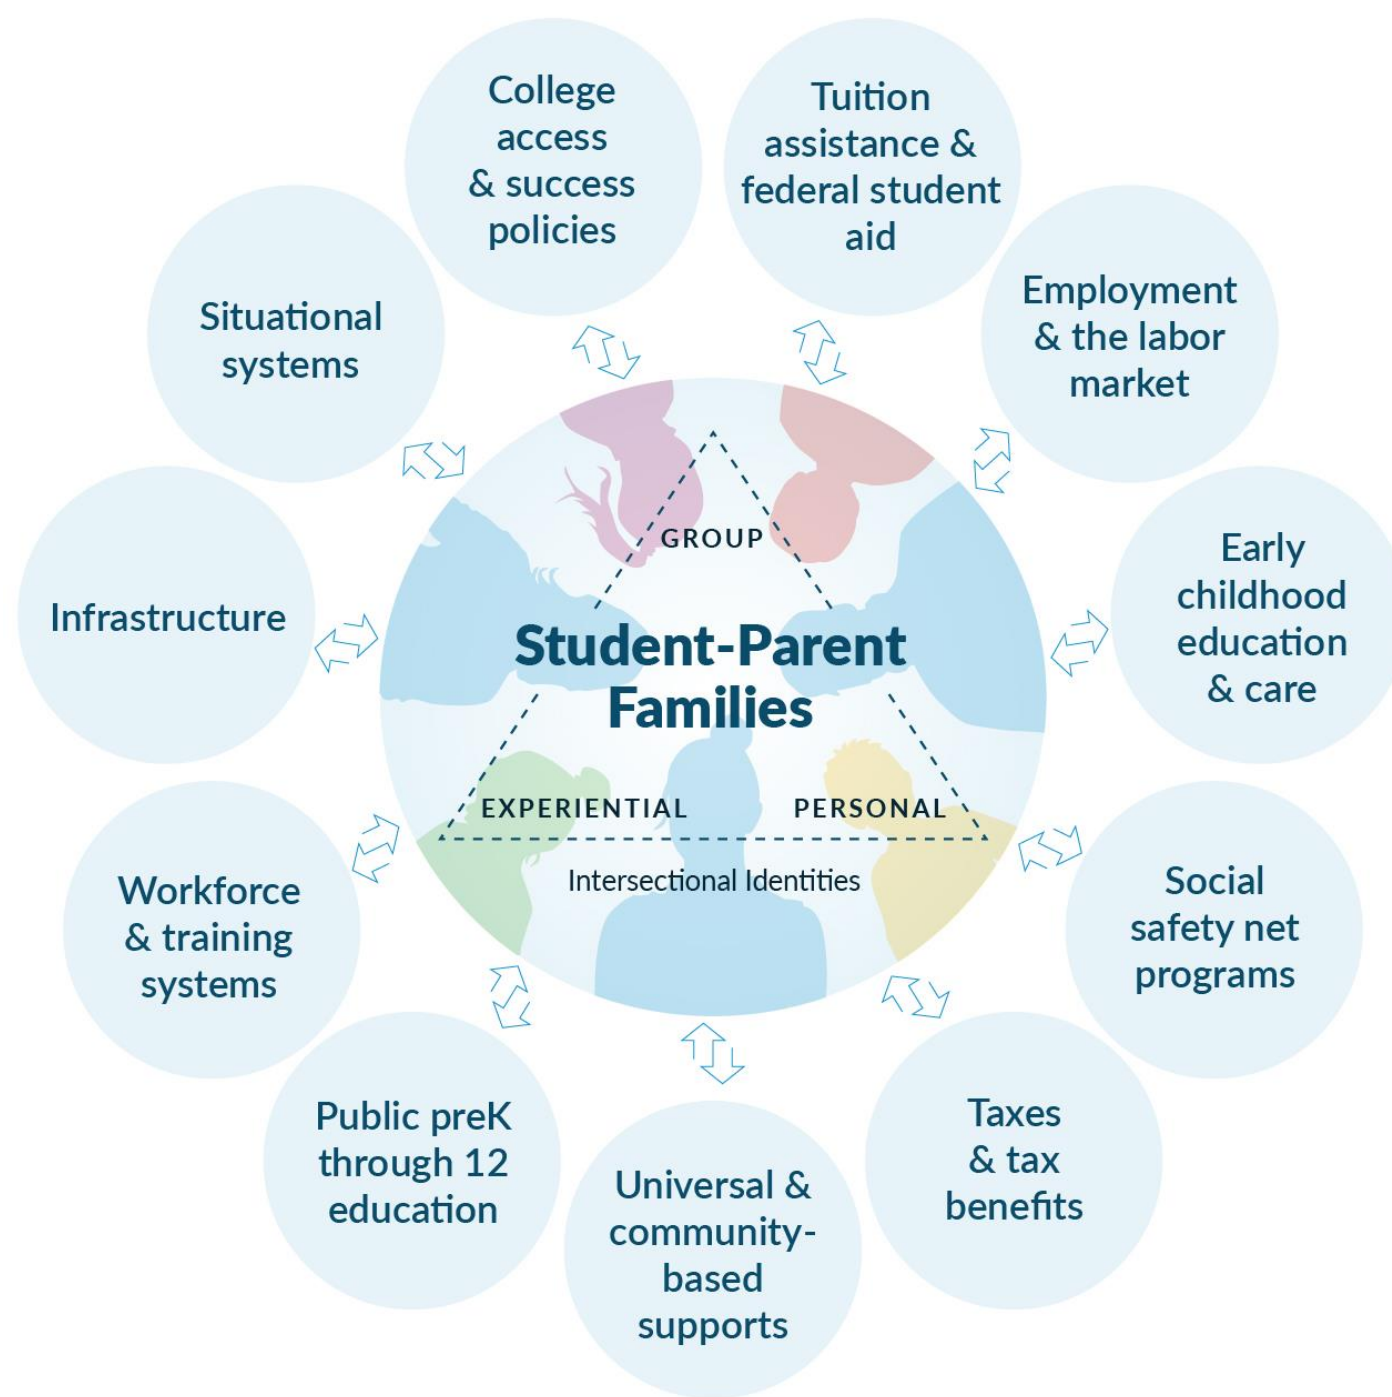 College
access
& success
policies
Tuition
assistance &
federal student
aid
Employment
& the labor
market
Early
childhood
education
& care
Social
safety net
programs
Taxes
& tax
benefits
Universal &
community-
based
supports
Public preK
through 12
education
Workforce
& training
systems
Infrastructure
Situational
systems
GROUP
Student-Parent
Families
EXPERIENTIAL
PERSONAL
Intersectional Identities